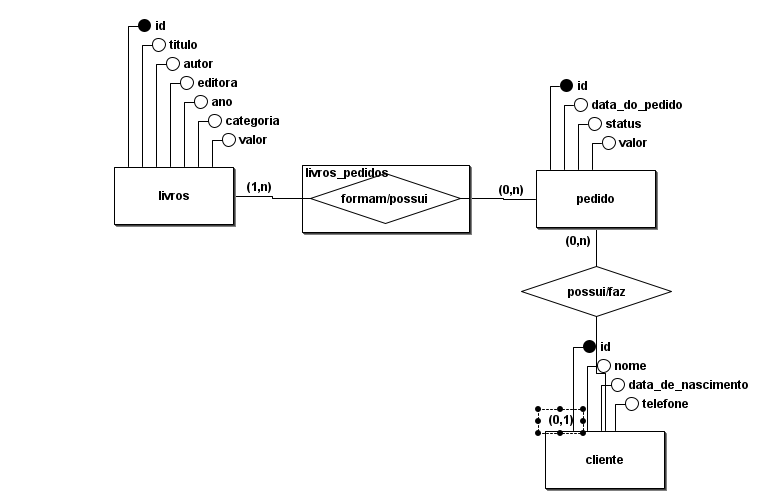 id
titulo
autor
editora
ano
categoria
valor
livros
(1,n)
livros_pedidos
formam/possui
(0,n)
id
data_do_pedido
status
valor
pedido
(0,n)
possui/faz
id
nome
data_de_nascimento
telefone
(0,1)
cliente